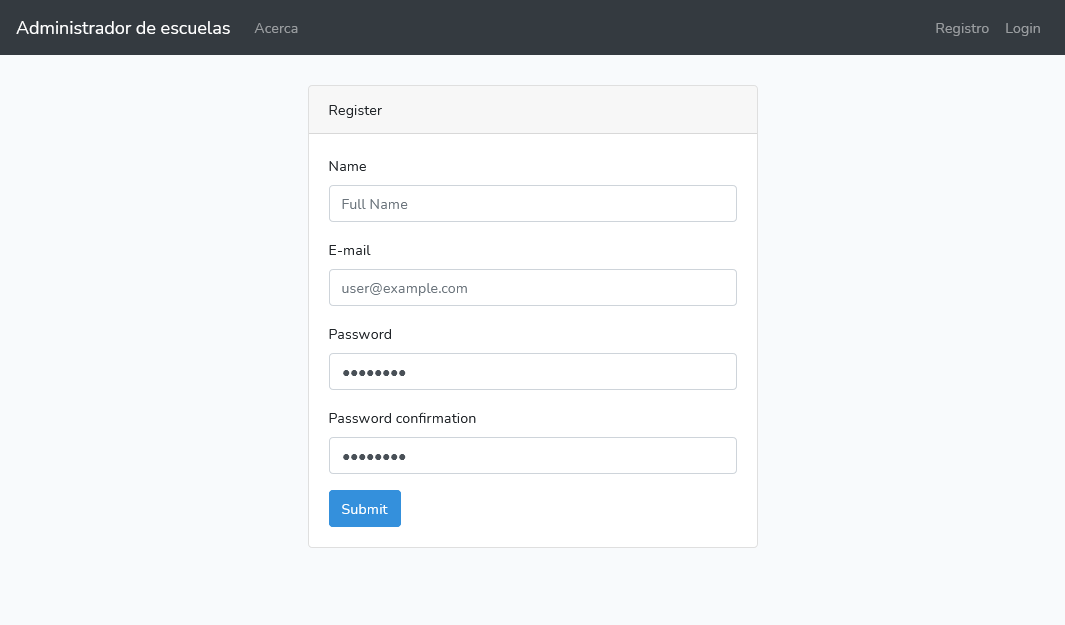 Administrador de escuelas Acerca Registro Login
Register
Name
Full Name
E-mail
user@example.com
Password
••••••••
Password confirmation
••••••••
Submit